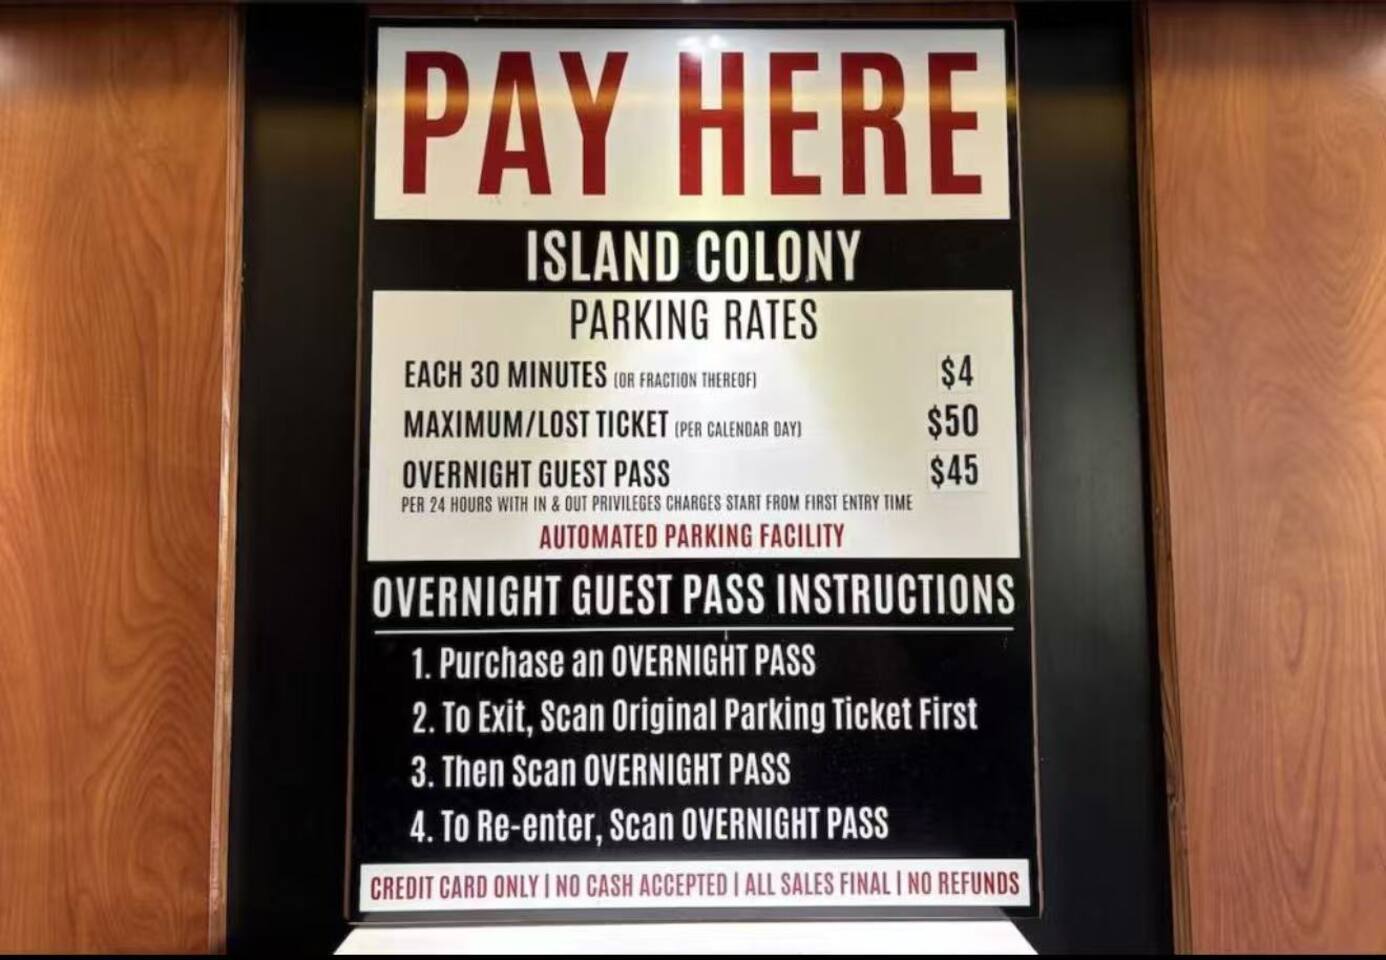 PAY HERE
ISLAND COLONY
PARKING RATES
EACH 30 MINUTES (OR FRACTION THEREOF) $4
MAXIMUM/LOST TICKET (PER CALENDAR DAY) $50
OVERNIGHT GUEST PASS $45
PER 24 HOURS WITH IN & OUT PRIVILEGES CHARGES START FROM FIRST ENTRY TIME
AUTOMATED PARKING FACILITY
OVERNIGHT GUEST PASS INSTRUCTIONS
1. Purchase an OVERNIGHT PASS
2. To Exit, Scan Original Parking Ticket First
3. Then Scan OVERNIGHT PASS
4. To Re-enter, Scan OVERNIGHT PASS
CREDIT CARD ONLY | NO CASH ACCEPTED | ALL SALES FINAL | NO REFUNDS